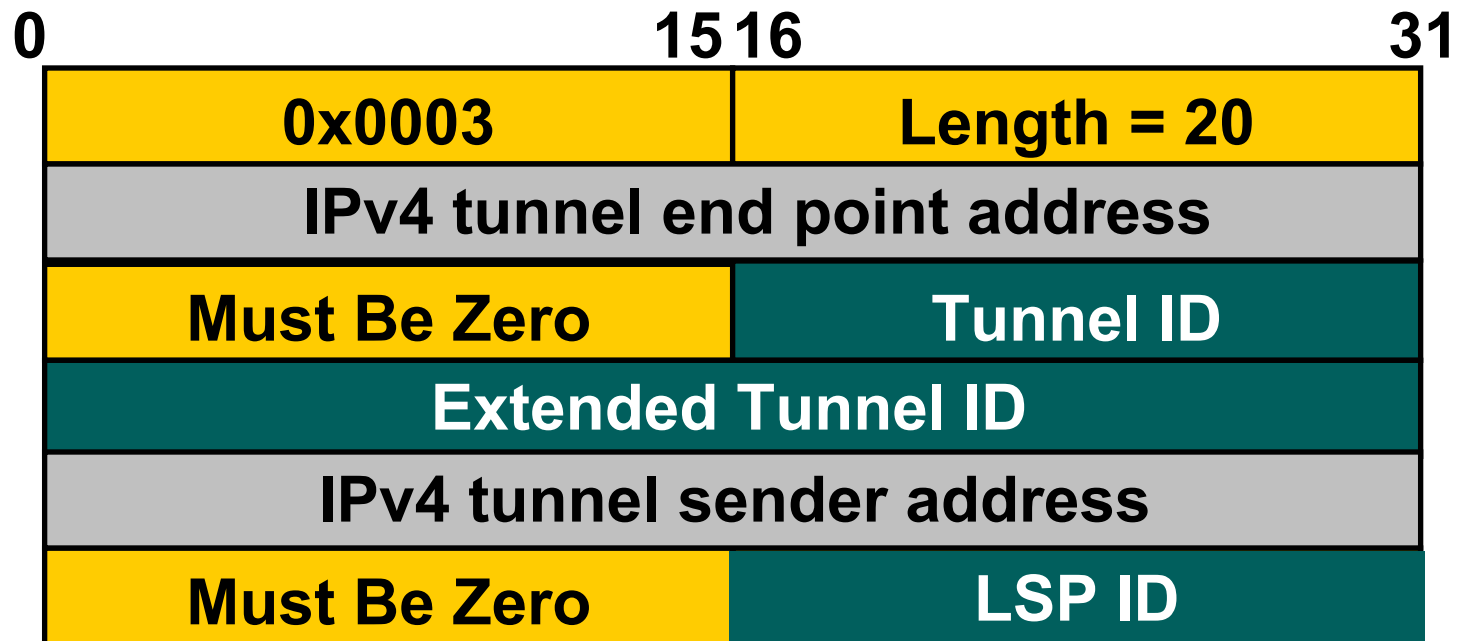 0 15 16 31
0x0003 Length = 20
IPv4 tunnel end point address
Must Be Zero Tunnel ID
Extended Tunnel ID
IPv4 tunnel sender address
Must Be Zero LSP ID